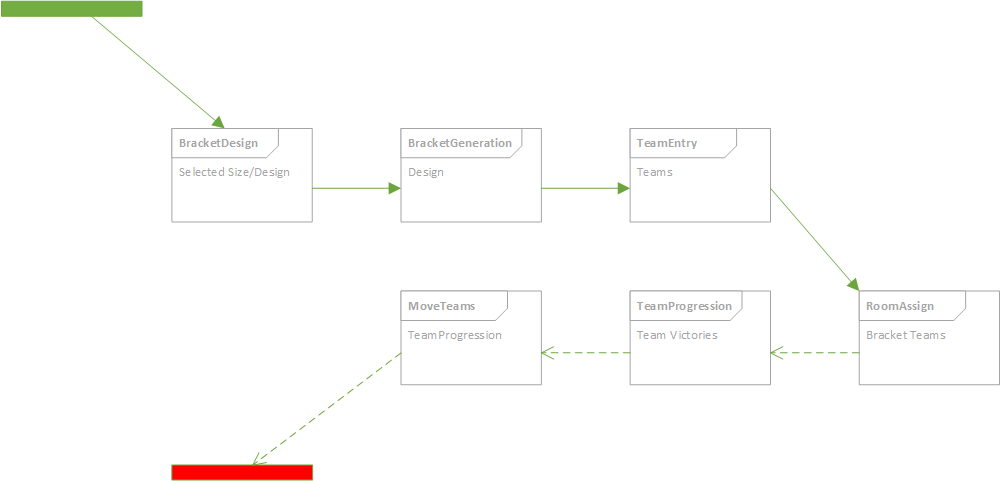 BracketDesign
Selected Size/Design
BracketGeneration
Design
TeamEntry
Teams
MoveTeams
TeamProgression
TeamProgression
Team Victories
RoomAssign
Bracket Teams